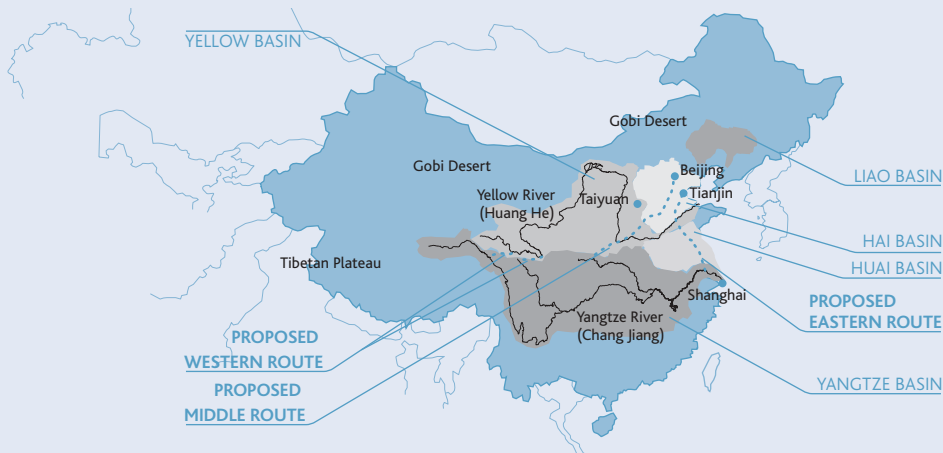 YELLOW BASIN
Gobi Desert
Gobi Desert
Beijing
LIAO BASIN
Yellow River
(Huang He)
Taiyuan
Tianjin
HAI BASIN
Tibetan Plateau
HUAI BASIN
Shanghai
PROPOSED
EASTERN ROUTE
Yangtze River
(Chang Jiang)
PROPOSED
WESTERN ROUTE
YANGTZE BASIN
PROPOSED
MIDDLE ROUTE